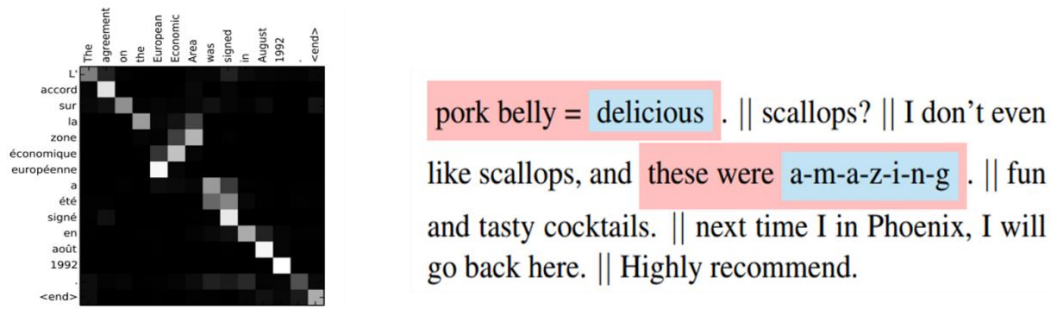 The
agreement
on
the
European
Economic
Area
was
signed
in
August
1992
.
<end>
L'
accord
sur
la
zone
économique
européenne
a
été
signé
en
août
1992
.
<end>
pork belly = delicious . || scallops? || I don't even
like scallops, and these were a-m-a-z-i-n-g . || fun
and tasty cocktails. || next time I in Phoenix, I will
go back here. || Highly recommend.